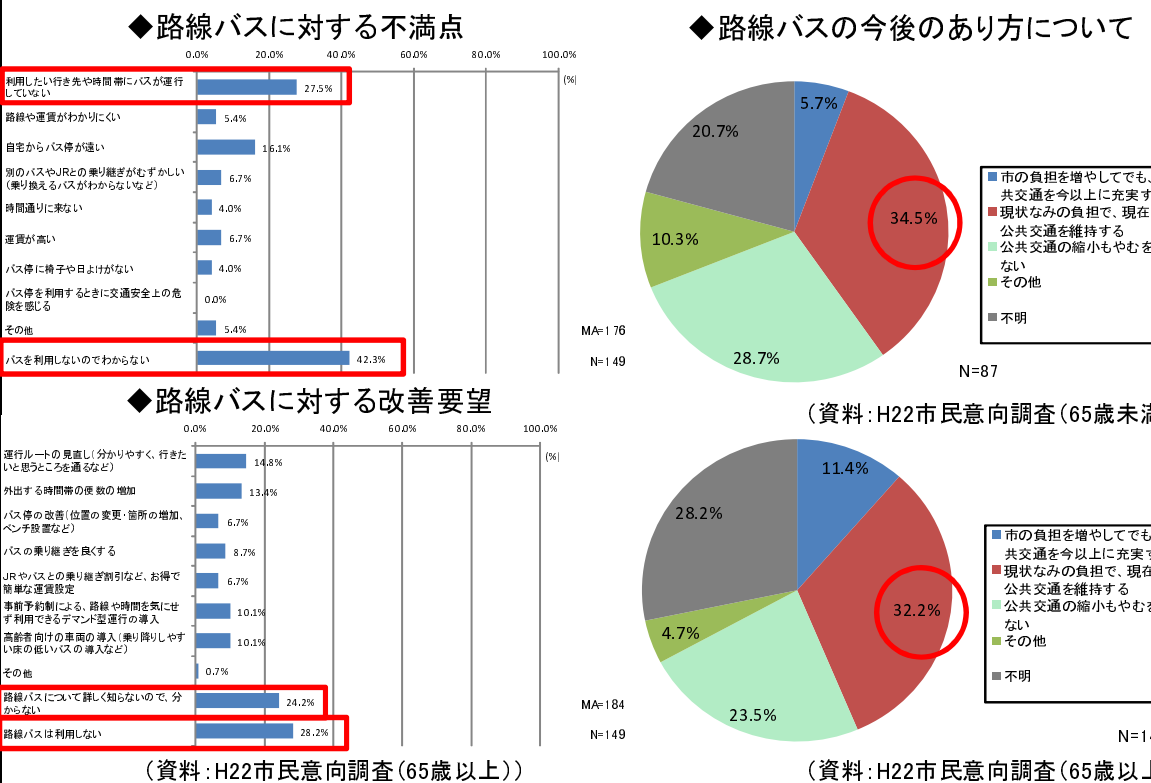 ◆路線バスに対する不満点
0.0%
20.0%
40.0%
60.0%
80.0%
100.0%
(%)
利用したい行き先や時間帯にバスが運行
していない
27.5%
路線や運賃がわかりにくい
5.4%
自宅からバス停が遠い
16.1%
別のバスやJRとの乗り継ぎがむずかしい
（乗り換えるバスがわからないなど）
6.7%
時間通りに来ない
4.0%
運賃が高い
6.7%
バス停に椅子や日よけがない
4.0%
バス停を利用するときに交通安全上の危
険を感じる
0.0%
その他
5.4%
バスを利用しないのでわからない
42.3%
MA=176
N=149
◆路線バスに対する改善要望
0.0%
20.0%
40.0%
60.0%
80.0%
100.0%
(%)
運行ルートの見直し（分かりやすく、行きた
いと思うところを通るなど）
14.8%
外出する時間帯の便数の増加
13.4%
バス停の改善（位置の変更・箇所の増加、
ベンチ設置など）
6.7%
バスの乗り継ぎを良くする
8.7%
JRやバスとの乗り継ぎ割引など、お得で
簡単な運賃設定
6.7%
事前予約制による、路線や時間を気にせ
ず利用できるデマンド型運行の導入
10.1%
高齢者向けの車両の導入（乗り降りしやす
い床の低いバスの導入など）
10.1%
その他
0.7%
路線バスについて詳しく知らないので、分
からない
24.2%
路線バスは利用しない
28.2%
MA=184
N=149
（資料：H22市民意向調査（65歳以上））
◆路線バスの今後のあり方について
5.7%
34.5%
28.7%
10.3%
20.7%
市の負担を増やしてでも、
共交通を今以上に充実す
現状なみの負担で、現在
公共交通を維持する
公共交通の縮小もやむを
ない
その他
不明
N=87
（資料：H22市民意向調査（65歳未満
11.4%
32.2%
23.5%
4.7%
28.2%
市の負担を増やしてでも
共交通を今以上に充実す
現状なみの負担で、現在
公共交通を維持する
公共交通の縮小もやむを
ない
その他
不明
N=14
（資料：H22市民意向調査（65歳以上